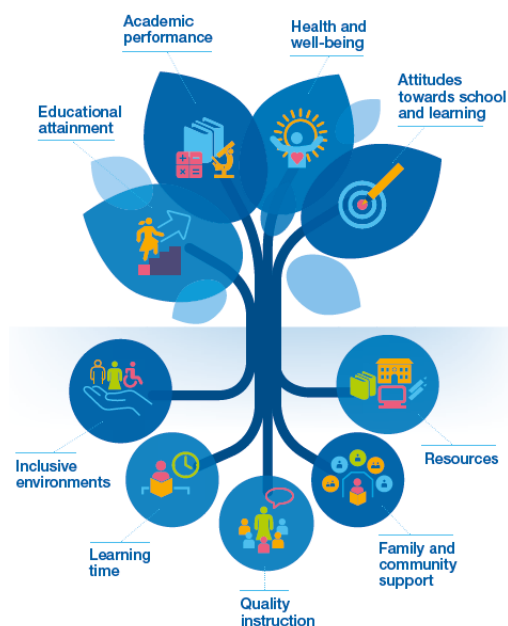 Academic
performance
Health and
well-being
Attitudes
towards school
and learning
Educational
attainment
Inclusive
environments
Resources
Learning
time
Family and
community
support
Quality
instruction